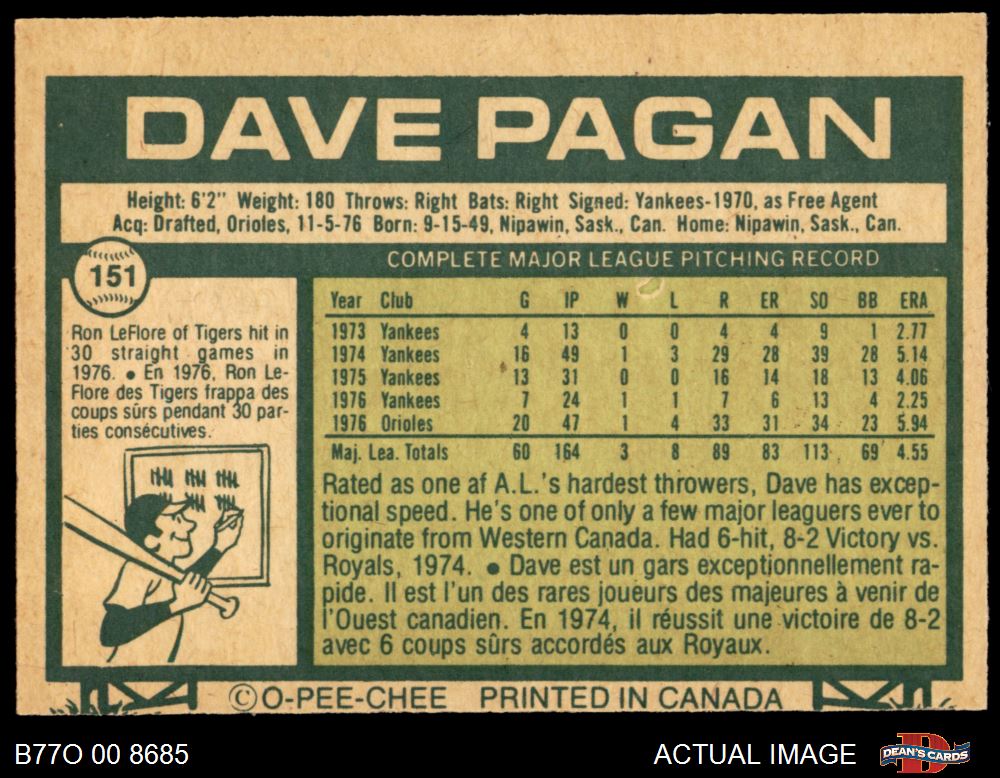 DAVE PAGAN
Height: 6'2" Weight: 180 Throws: Right Bats: Right Signed: Yankees-1970, as Free Agent
Acq: Drafted, Orioles, 11-5-76 Born: 9-15-49, Nipawin, Sask., Can. Home: Nipawin, Sask., Can.
151
Ron LeFlore of Tigers hit in
30 straight games in
1976. • En 1976, Ron Le-
Flore des Tigers frappa des
coups sûrs pendant 30 par-
ties consécutives.
COMPLETE MAJOR LEAGUE PITCHING RECORD
Year Club G IP W L R ER SO BB ERA
1973 Yankees 4 13 0 0 4 4 9 1 2.77
1974 Yankees 16 49 1 3 29 28 39 28 5.14
1975 Yankees 13 31 0 0 16 14 18 13 4.06
1976 Yankees 7 24 1 1 7 6 13 4 2.25
1976 Orioles 20 47 1 4 33 31 34 23 5.94
Maj. Lea. Totals 60 164 3 8 89 83 113 69 4.55
Rated as one af A.L.'s hardest throwers, Dave has excep-
tional speed. He's one of only a few major leaguers ever to
originate from Western Canada. Had 6-hit, 8-2 Victory vs.
Royals, 1974. • Dave est un gars exceptionnellement ra-
pide. Il est l'un des rares joueurs des majeures à venir de
l'Ouest canadien. En 1974, il réussit une victoire de 8-2
avec 6 coups sûrs accordés aux Royaux.
© O-PEE-CHEE PRINTED IN CANADA
B77O 00 8685
ACTUAL IMAGE
DEAN'S CARDS